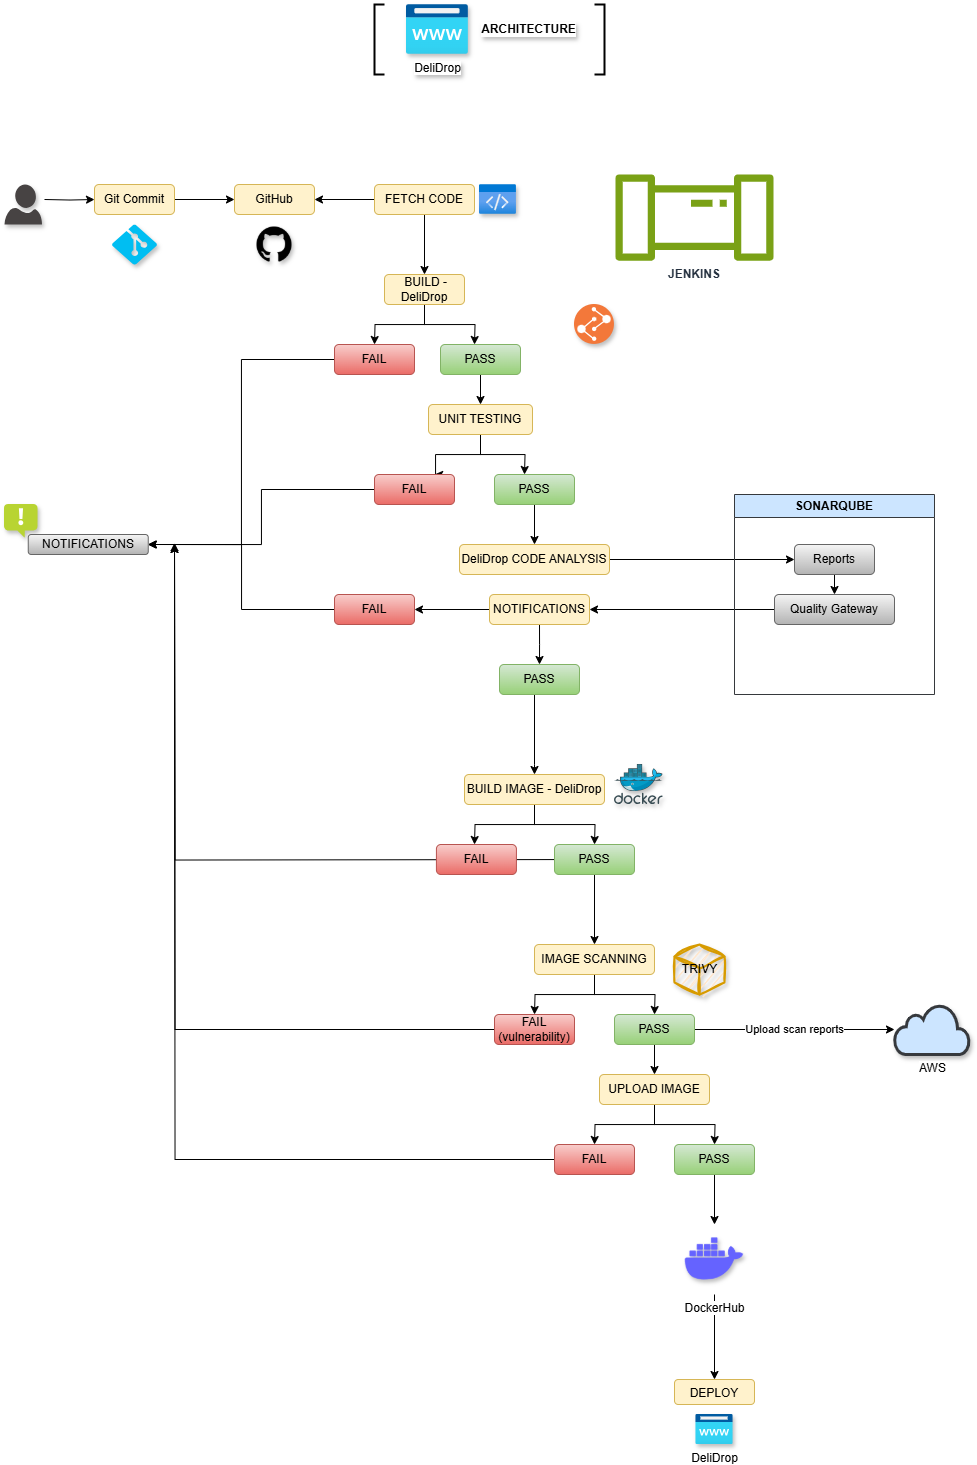 WWW
ARCHITECTURE
DeliDrop
Git Commit
GitHub
FETCH CODE
</>
JENKINS
BUILD -
DeliDrop
FAIL
PASS
UNIT TESTING
FAIL
PASS
SONARQUBE
!
NOTIFICATIONS
DeliDrop CODE ANALYSIS
Reports
FAIL
NOTIFICATIONS
Quality Gateway
PASS
BUILD IMAGE - DeliDrop
docker
FAIL
PASS
IMAGE SCANNING
TRIVY
FAIL
(vulnerability)
PASS
Upload scan reports
AWS
UPLOAD IMAGE
FAIL
PASS
DockerHub
DEPLOY
WWW
DeliDrop